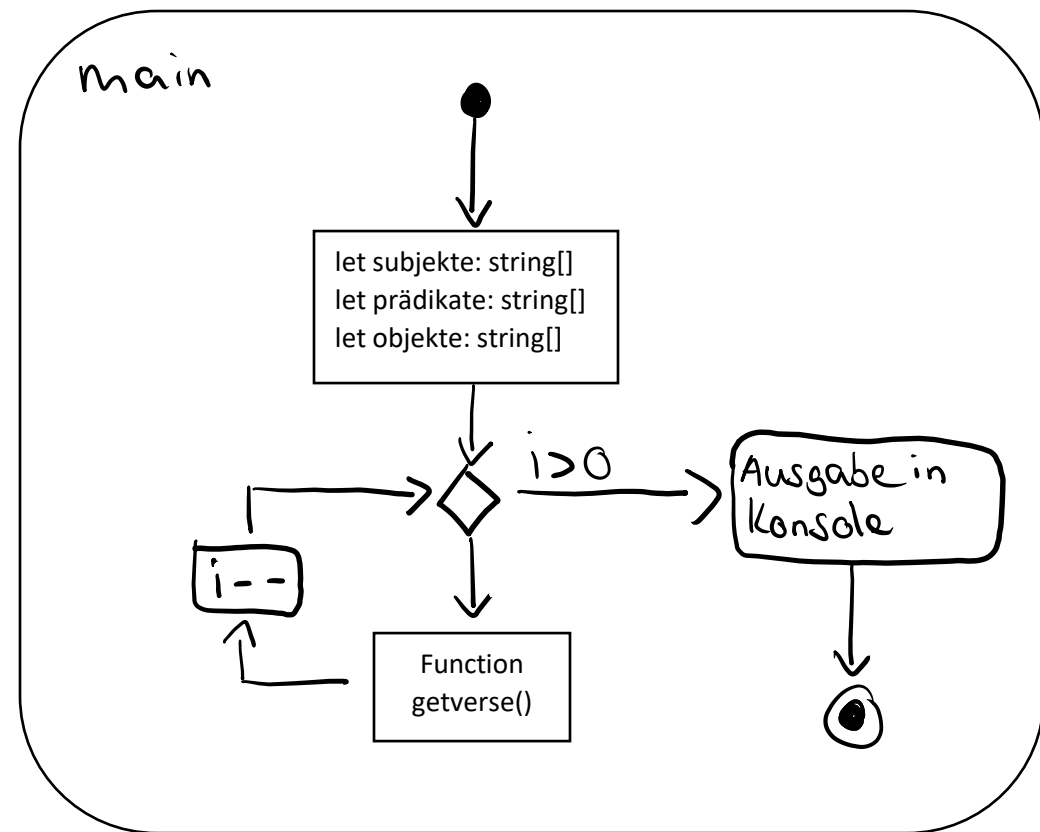 main
let subjekte: string[]
let prädikate: string[]
let objekte: string[]
i>0
Ausgabe in
Konsole
i--
Function
getverse()